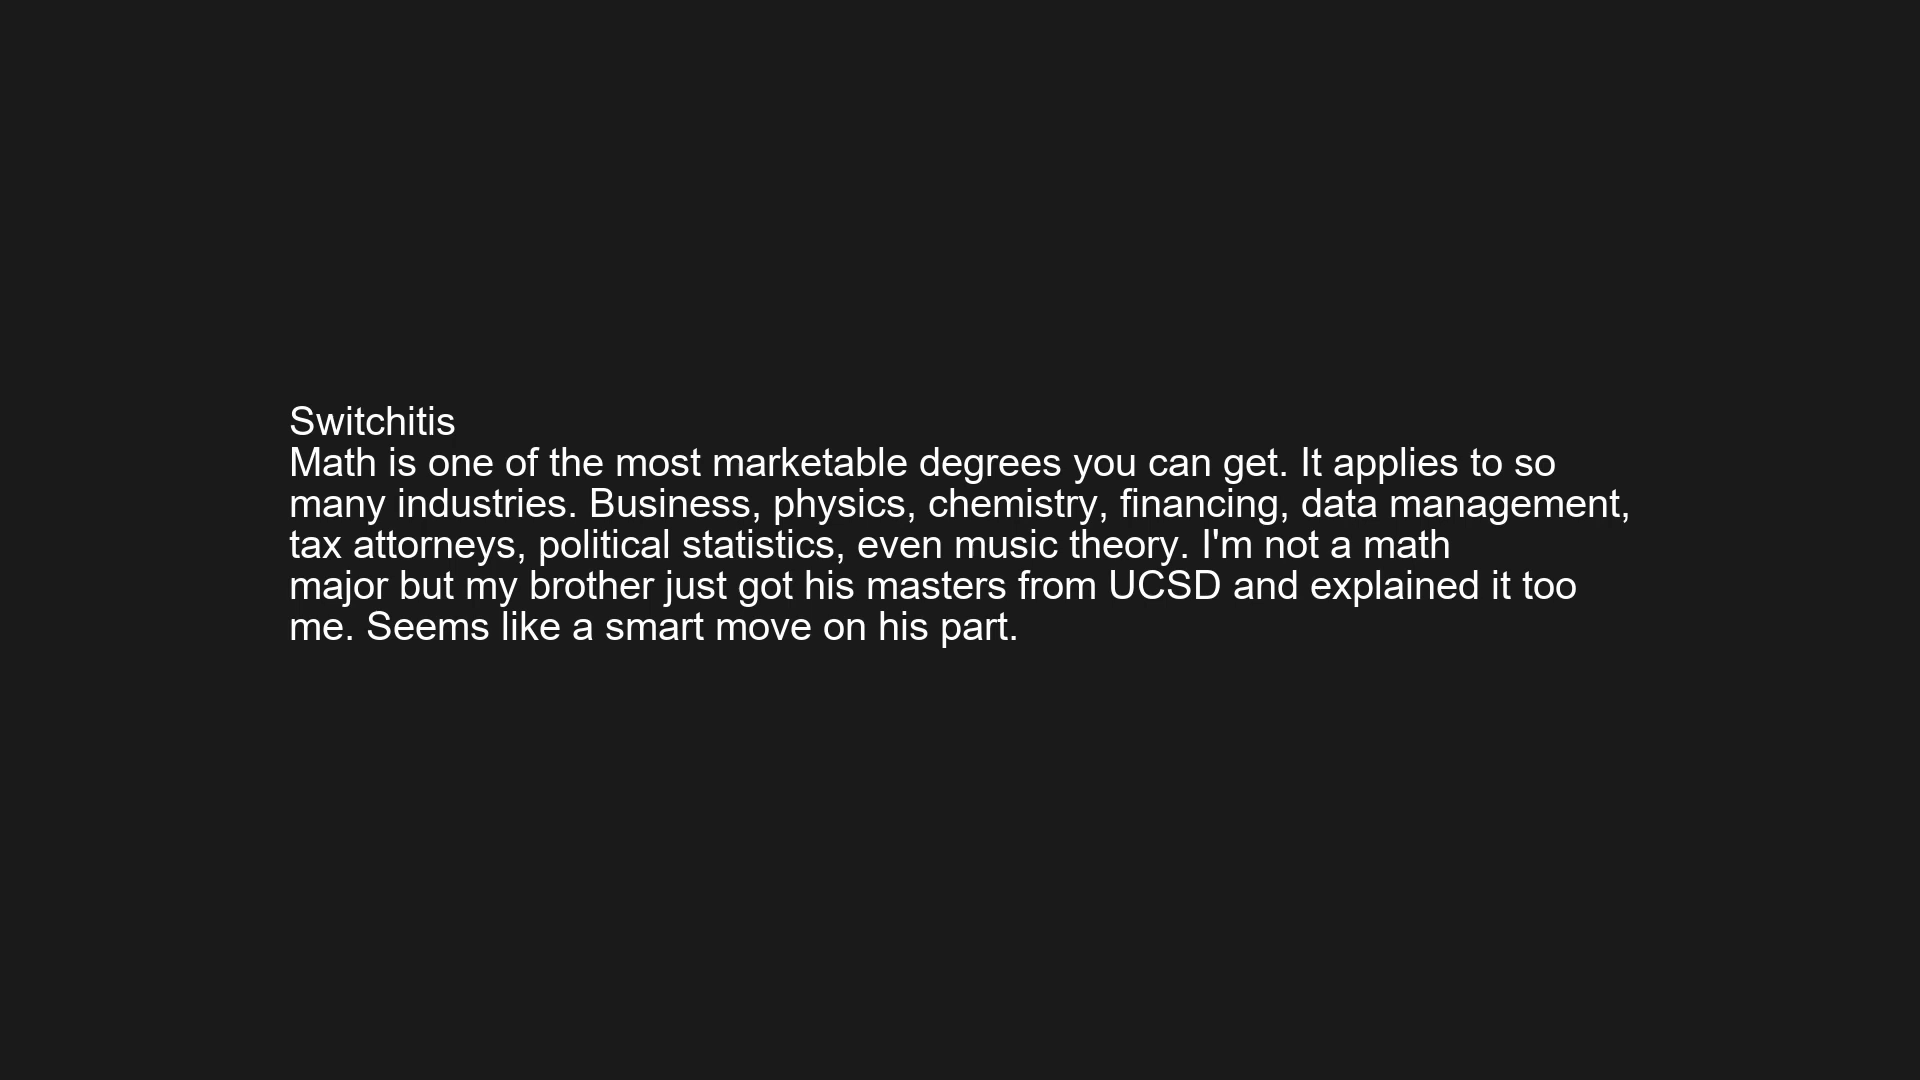 Switchitis
Math is one of the most marketable degrees you can get. It applies to so
many industries. Business, physics, chemistry, financing, data management,
tax attorneys, political statistics, even music theory. I'm not a math
major but my brother just got his masters from UCSD and explained it too
me. Seems like a smart move on his part.